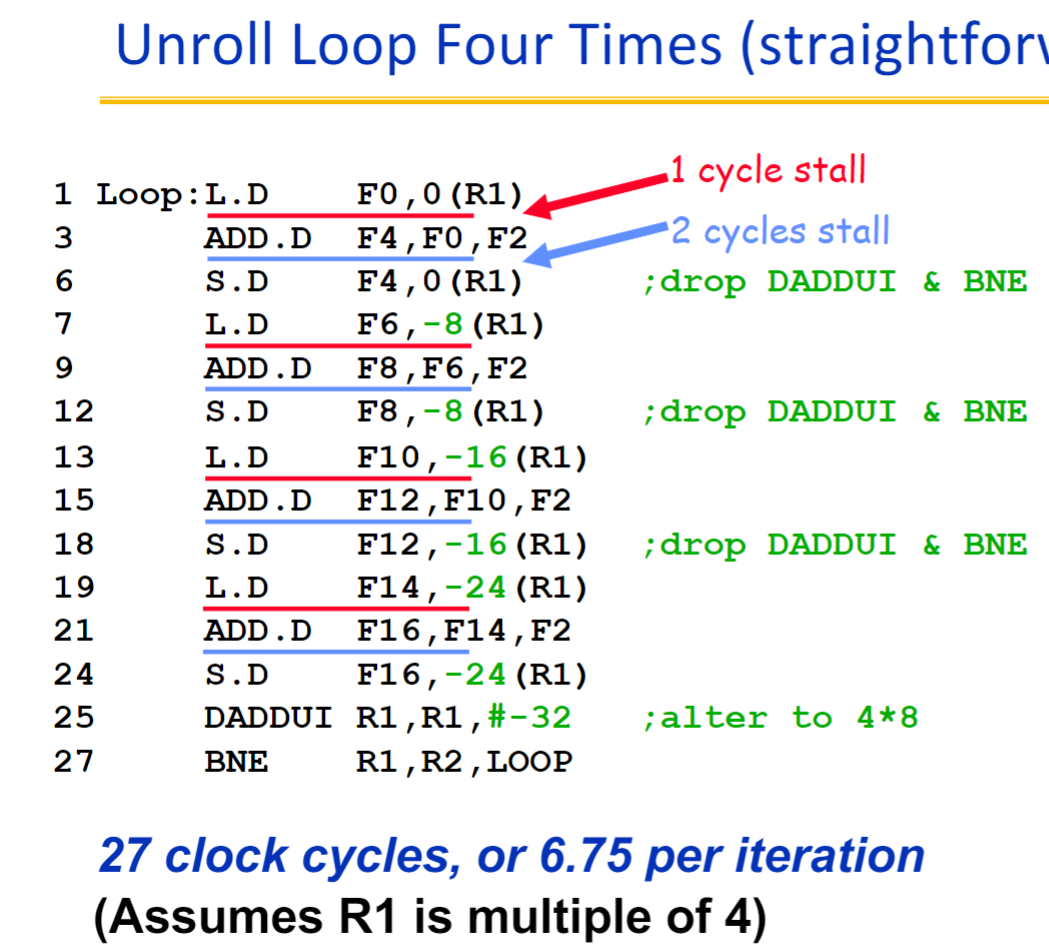 Unroll Loop Four Times (straightforw
1 cycle stall
1 Loop:L.D F0,0(R1)
2 cycles stall
3 ADD.D F4,F0,F2
6 S.D F4,0(R1) ;drop DADDUI & BNE
7 L.D F6,-8(R1)
9 ADD.D F8,F6,F2
12 S.D F8,-8(R1) ;drop DADDUI & BNE
13 L.D F10,-16(R1)
15 ADD.D F12,F10,F2
18 S.D F12,-16(R1) ;drop DADDUI & BNE
19 L.D F14,-24(R1)
21 ADD.D F16,F14,F2
24 S.D F16,-24(R1)
25 DADDUI R1,R1,#-32 ;alter to 4*8
27 BNE R1,R2,LOOP
27 clock cycles, or 6.75 per iteration
(Assumes R1 is multiple of 4)